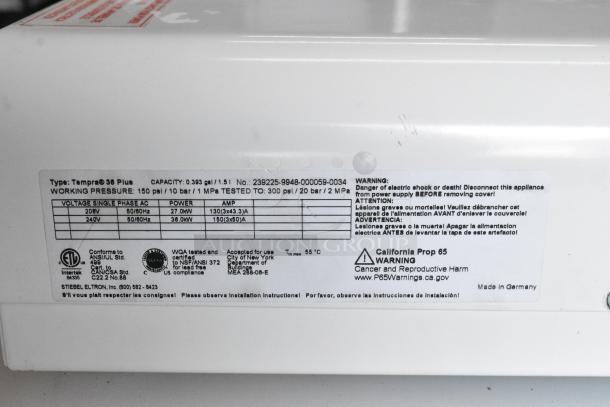 Type: Tempra® 36 Plus CAPACITY: 0.393 gal / 1.5 l No.: 239225-9948-000059-0034
WORKING PRESSURE: 150 psi / 10 bar / 1 MPa TESTED TO: 300 psi / 20 bar / 2 MPa
VOLTAGE SINGLE PHASE AC POWER AMP
208V 50/60Hz 27.0kW 130(3x43.3)A
240V 50/60Hz 36.0kW 150(3x50)A
ETL
Intertek
Conforms to
ANSI/UL Std.
499
Cert. to
CAN/CSA Std.
C22.2 No.88
WQA tested and
certified
to NSF/ANSI 372
for lead free
compliance
Accepted for use
City of New York
Department of
Buildings
MEA 288-08-E
55 °C
STIEBEL ELTRON, Inc. (800) 582 - 8423
S'il vous plaît respecter les consignes! Please observe installation instructions! Por favor, observe las instrucciones de instalación!
WARNING:
Danger of electric shock or death! Disconnect this appliance
from power supply BEFORE removing cover!
ATTENTION:
Lésions graves ou mortelles! Veuillez débrancher cet
appareil de l'alimentation AVANT d'enlever le couvercle!
ADVERTENCIA:
Lesiones graves o la muerte! Apagar la alimentacion
electrica ANTES de levantar la tapa de este artefacto!
California Prop 65
WARNING
Cancer and Reproductive Harm
www.P65Warnings.ca.gov
Made in Germany
GROUP